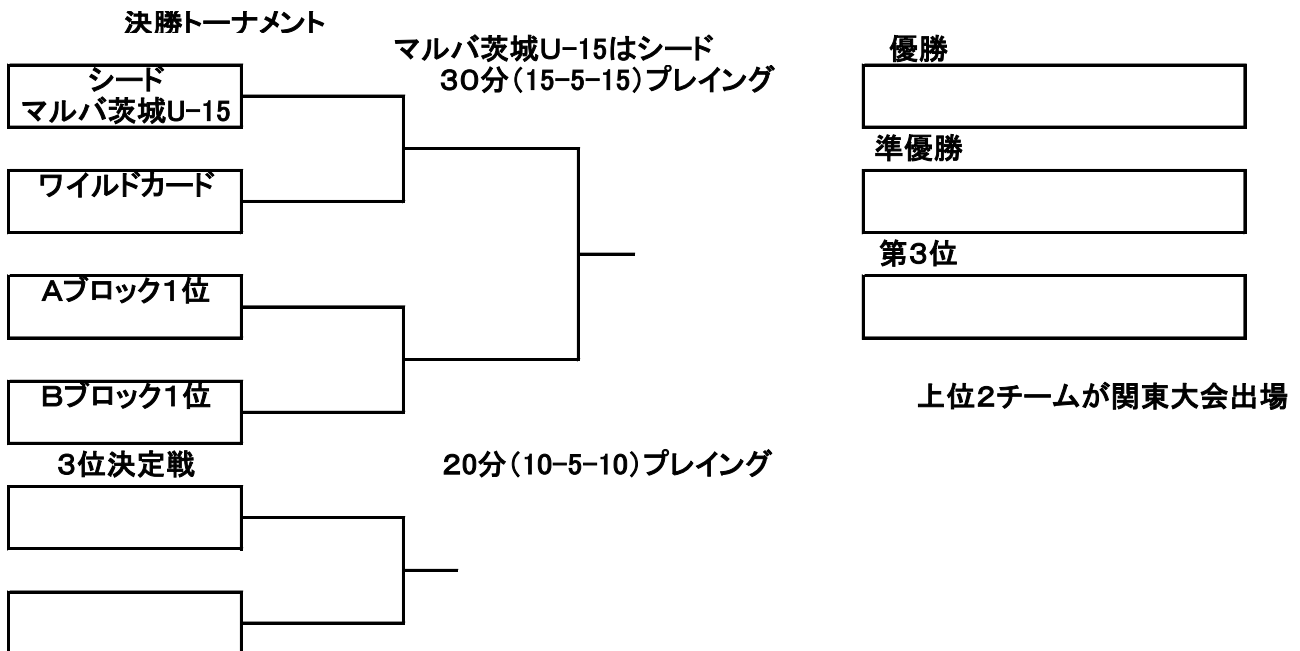 決勝トーナメント
マルバ茨城U-15はシード
30分(15-5-15)プレイング
シード
マルバ茨城U-15
ワイルドカード
Aブロック1位
Bブロック1位
3位決定戦
20分(10-5-10)プレイング
優勝
準優勝
第3位
上位2チームが関東大会出場